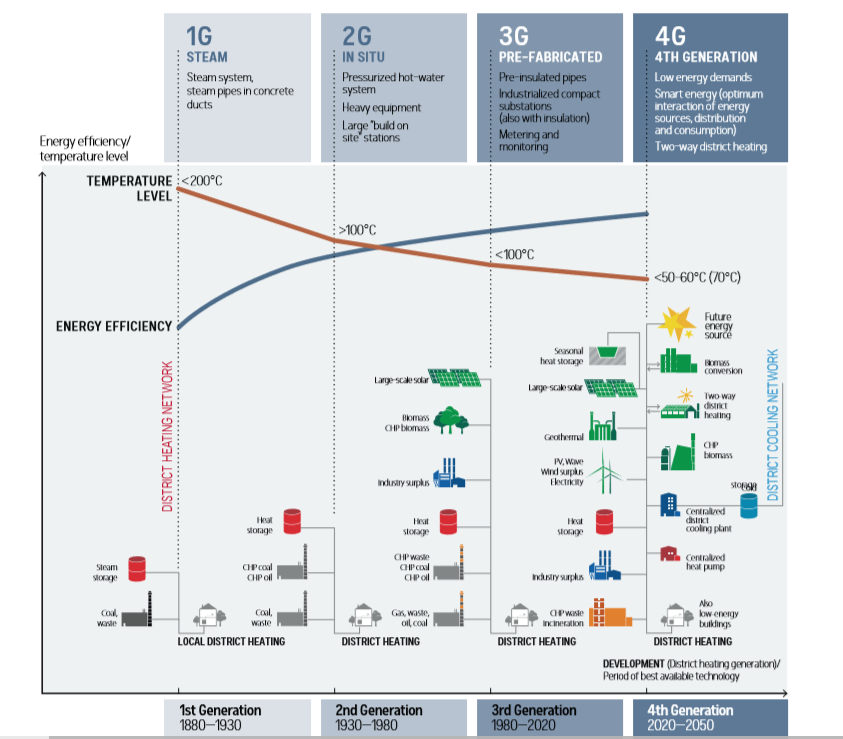 1G
STEAM
Steam system,
steam pipes in concrete
ducts
2G
IN SITU
Pressurized hot-water
system
Heavy equipment
Large "build on
site" stations
3G
PRE-FABRICATED
Pre-insulated pipes
Industrialized compact
substations
(also with insulation)
Metering and
monitoring
4G
4TH GENERATION
Low energy demands
Smart energy (optimum
interaction of energy
sources, distribution
and consumption)
Two-way district heating
Energy efficiency/
temperature level
TEMPERATURE
LEVEL
<200°C
>100°C
<100°C
<50-60°C (70°C)
ENERGY EFFICIENCY
DISTRICT HEATING NETWORK
Steam
storage
Coal,
waste
LOCAL DISTRICT HEATING
Heat
storage
CHP coal
CHP oil
Coal,
waste
DISTRICT HEATING
Large-scale solar
Biomass
CHP biomass
Industry surplus
Heat
storage
CHP waste
CHP coal
CHP oil
Gas, waste,
oil, coal
DISTRICT HEATING
Seasonal
heat storage
Large-scale solar
Geothermal
PV, Wave
Wind surplus
Electricity
Heat
storage
Industry surplus
CHP waste
incineration
Future
energy
source
Biomass
conversion
Two-way
district
heating
CHP
biomass
Centralized
district
cooling plant
storage
Cold
Centralized
heat pump
Also
low-energy
buildings
DISTRICT HEATING
DISTRICT COOLING NETWORK
DEVELOPMENT (District heating generation)/
Period of best available technology
1st Generation
1880–1930
2nd Generation
1930–1980
3rd Generation
1980–2020
4th Generation
2020–2050